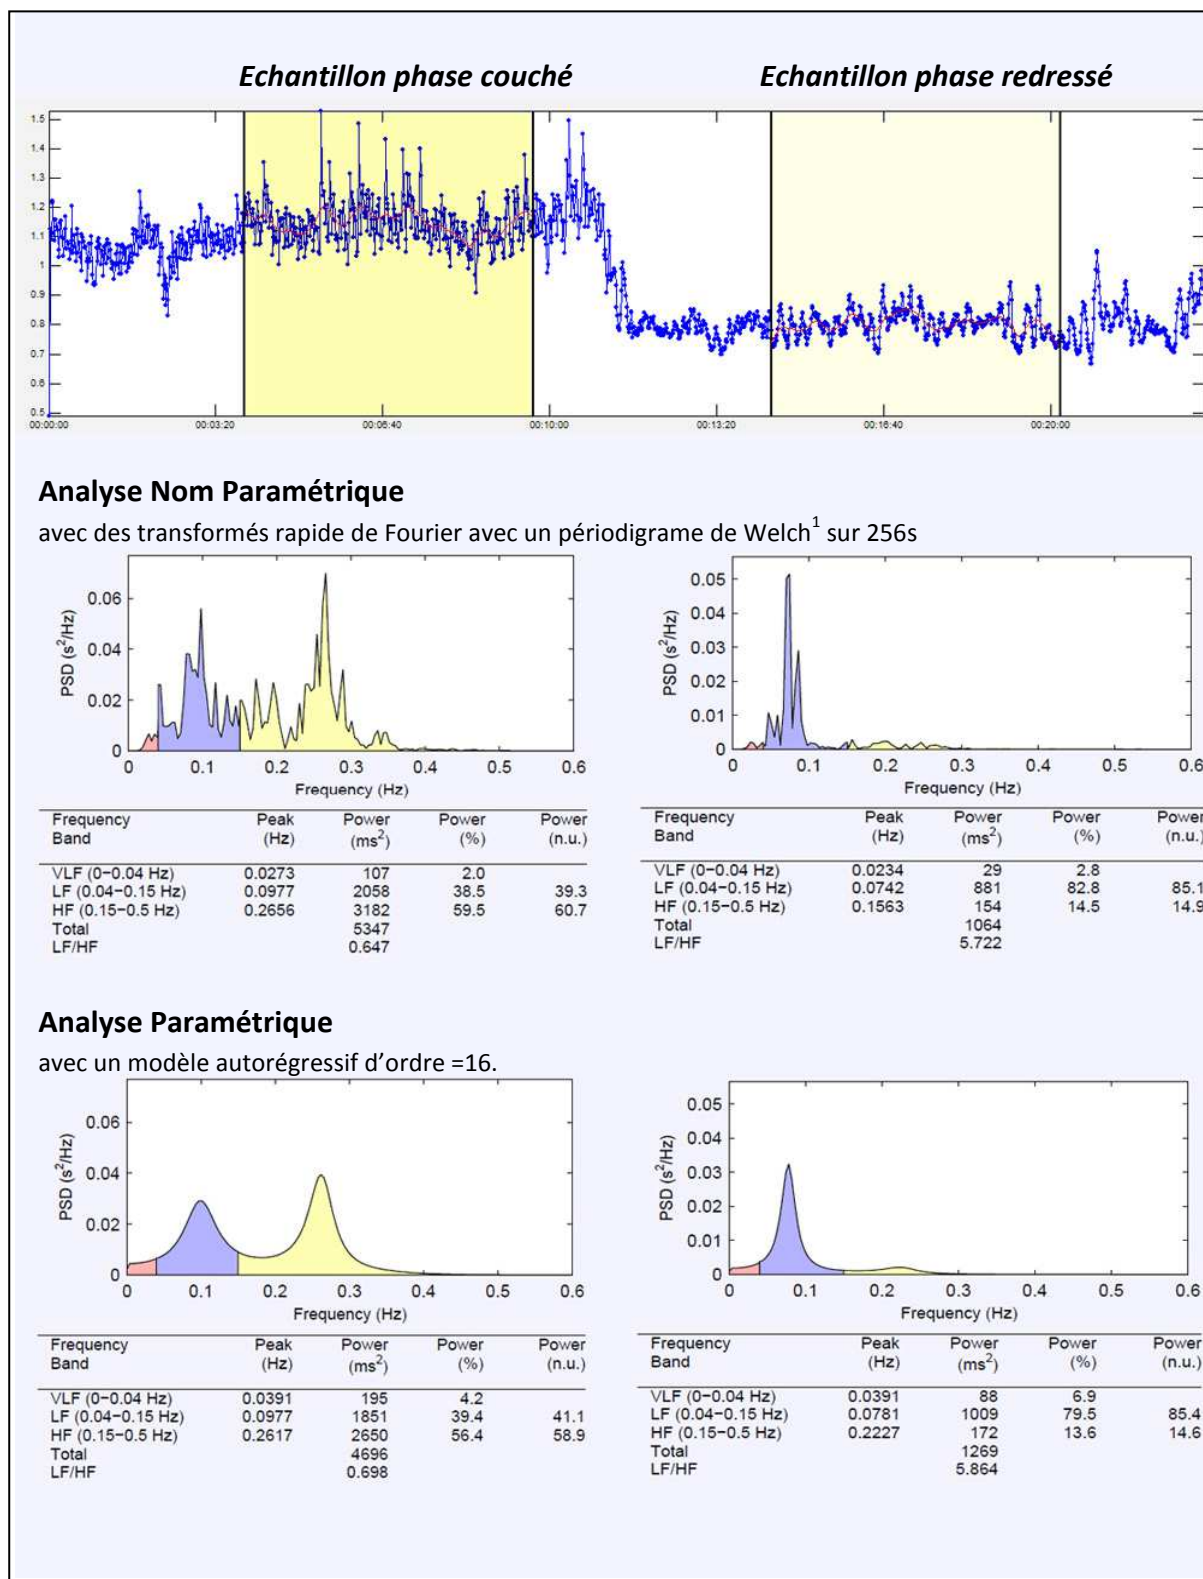 Echantillon phase couché Echantillon phase redressé
1.5
1.4
1.3
1.2
1.1
1
0.9
0.8
0.7
0.6
0.5
00:00:00 00:03:20 00:06:40 00:10:00 00:13:20 00:16:40 00:20:00
Analyse Nom Paramétrique
avec des transformés rapide de Fourier avec un périodigrame de Welch1 sur 256s
PSD (s2/Hz)
0.06
0.04
0.02
0
0 0.1 0.2 0.3 0.4 0.5 0.6
Frequency (Hz)
Frequency Peak Power Power Power
Band (Hz) (ms2) (%) (n.u.)
VLF (0-0.04 Hz) 0.0273 107 2.0
LF (0.04-0.15 Hz) 0.0977 2058 38.5 39.3
HF (0.15-0.5 Hz) 0.2656 3182 59.5 60.7
Total 5347
LF/HF 0.647
PSD (s2/Hz)
0.05
0.04
0.03
0.02
0.01
0
0 0.1 0.2 0.3 0.4 0.5 0.6
Frequency (Hz)
Frequency Peak Power Power Power
Band (Hz) (ms2) (%) (n.u.)
VLF (0-0.04 Hz) 0.0234 29 2.8
LF (0.04-0.15 Hz) 0.0742 881 82.8 85.1
HF (0.15-0.5 Hz) 0.1563 154 14.5 14.9
Total 1064
LF/HF 5.722
Analyse Paramétrique
avec un modèle autorégressif d'ordre =16.
PSD (s2/Hz)
0.06
0.04
0.02
0
0 0.1 0.2 0.3 0.4 0.5 0.6
Frequency (Hz)
Frequency Peak Power Power Power
Band (Hz) (ms2) (%) (n.u.)
VLF (0-0.04 Hz) 0.0391 195 4.2
LF (0.04-0.15 Hz) 0.0977 1851 39.4 41.1
HF (0.15-0.5 Hz) 0.2617 2650 56.4 58.9
Total 4696
LF/HF 0.698
PSD (s2/Hz)
0.05
0.04
0.03
0.02
0.01
0
0 0.1 0.2 0.3 0.4 0.5 0.6
Frequency (Hz)
Frequency Peak Power Power Power
Band (Hz) (ms2) (%) (n.u.)
VLF (0-0.04 Hz) 0.0391 88 6.9
LF (0.04-0.15 Hz) 0.0781 1009 79.5 85.4
HF (0.15-0.5 Hz) 0.2227 172 13.6 14.6
Total 1269
LF/HF 5.864